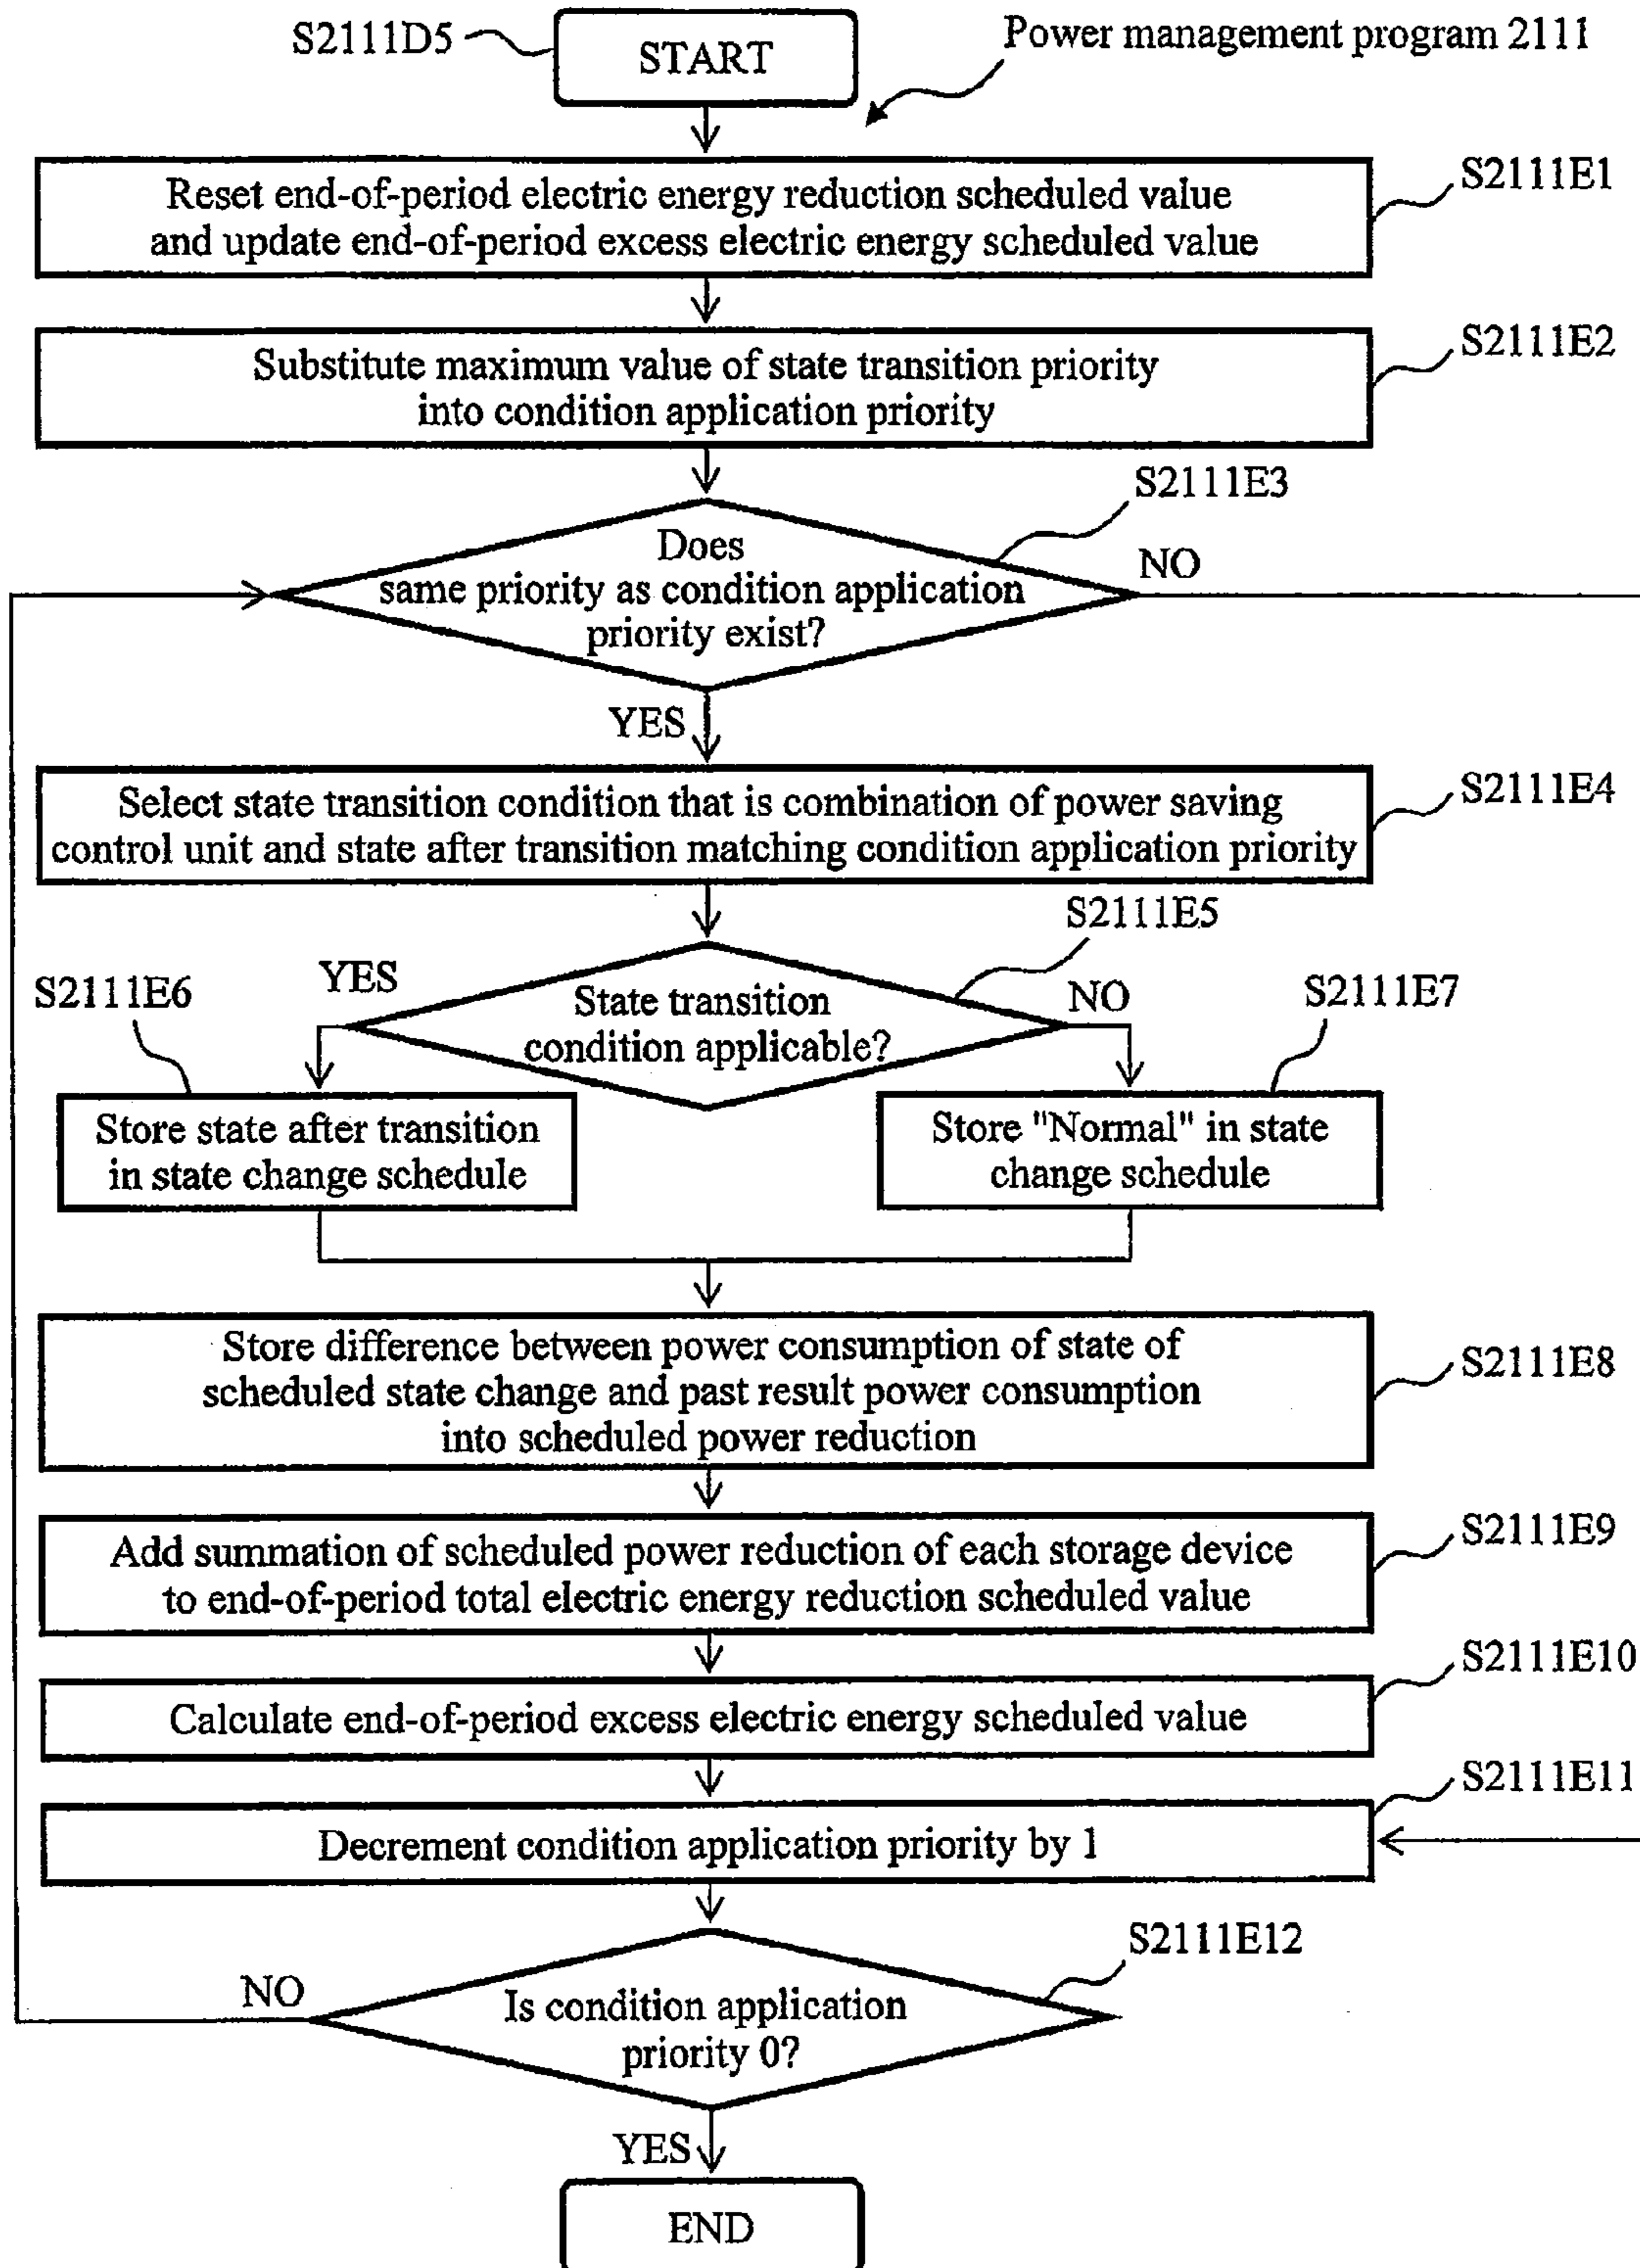 S2111D5
START
Power management program 2111
Reset end-of-period electric energy reduction scheduled value
and update end-of-period excess electric energy scheduled value
S2111E1
Substitute maximum value of state transition priority
into condition application priority
S2111E2
S2111E3
Does
same priority as condition application
priority exist?
NO
YES
Select state transition condition that is combination of power saving
control unit and state after transition matching condition application priority
S2111E4
S2111E5
State transition
condition applicable?
YES
NO
S2111E6
S2111E7
Store state after transition
in state change schedule
Store "Normal" in state
change schedule
Store difference between power consumption of state of
scheduled state change and past result power consumption
into scheduled power reduction
S2111E8
Add summation of scheduled power reduction of each storage device
to end-of-period total electric energy reduction scheduled value
S2111E9
Calculate end-of-period excess electric energy scheduled value
S2111E10
Decrement condition application priority by 1
S2111E11
S2111E12
NO
Is condition application
priority 0?
YES
END